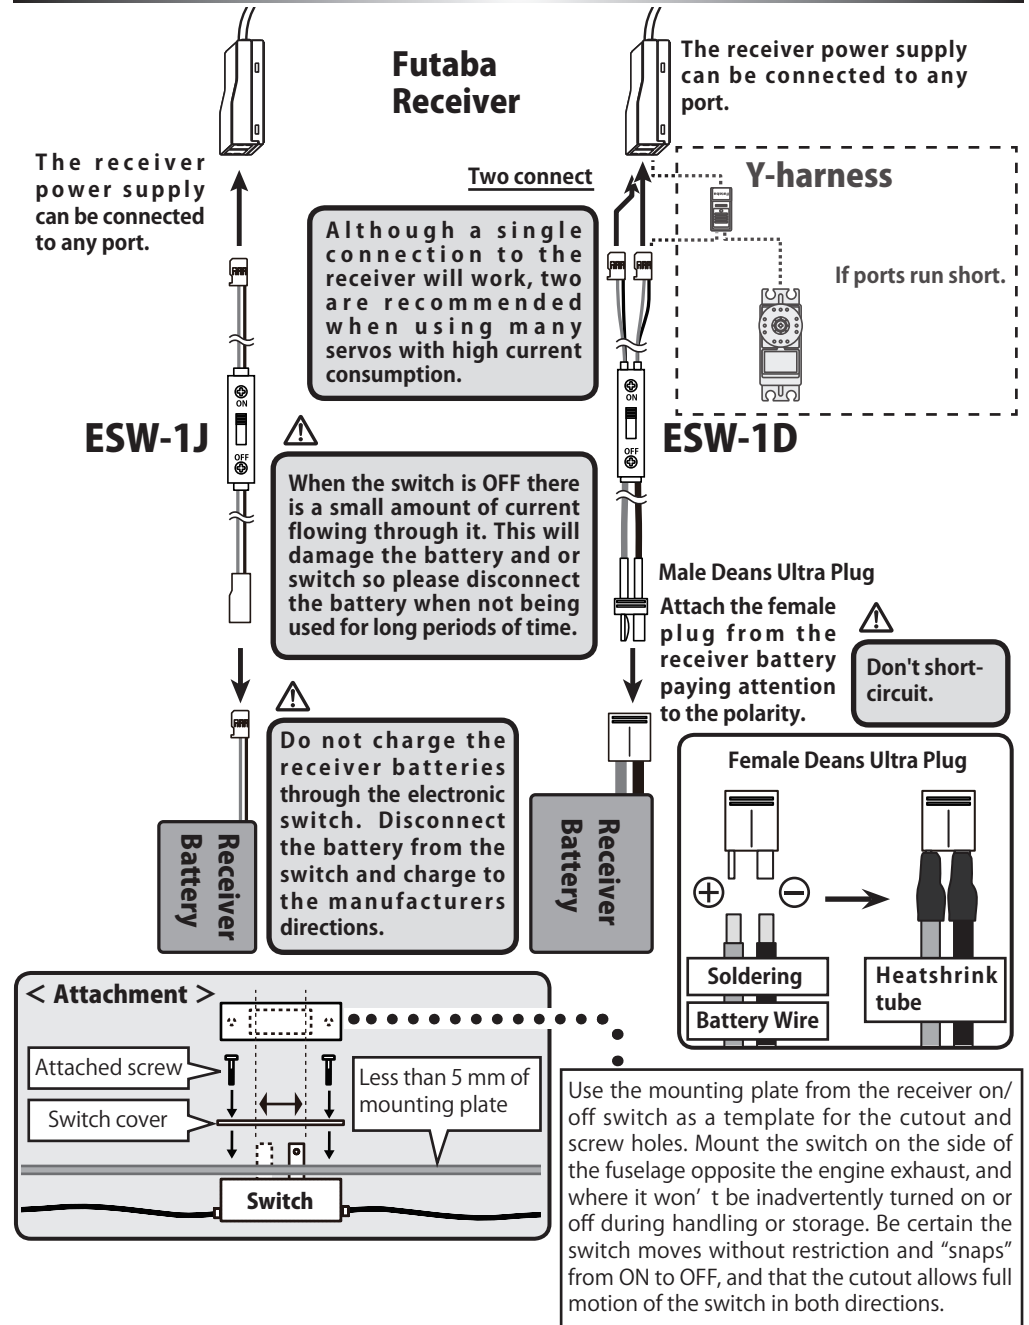 Futaba
Receiver
The receiver power supply
can be connected to any
port.
The receiver
power supply
can be connected
to any port.
Two connect
Although a single
connection to the
receiver will work, two
are recommended
when using many
servos with high current
consumption.
Y-harness
If ports run short.
ON
OFF
ESW-1J
ON
OFF
ESW-1D
When the switch is OFF there
is a small amount of current
flowing through it. This will
damage the battery and or
switch so please disconnect
the battery when not being
used for long periods of time.
Male Deans Ultra Plug
Attach the female
plug from the
receiver battery
paying attention
to the polarity.
Don't short-
circuit.
Do not charge the
receiver batteries
through the electronic
switch. Disconnect
the battery from the
switch and charge to
the manufacturers
directions.
Receiver
Battery
Receiver
Battery
Female Deans Ultra Plug
+ −
Soldering
Battery Wire
Heatshrink
tube
< Attachment >
Attached screw
Switch cover
Less than 5 mm of
mounting plate
Switch
Use the mounting plate from the receiver on/
off switch as a template for the cutout and
screw holes. Mount the switch on the side of
the fuselage opposite the engine exhaust, and
where it won’ t be inadvertently turned on or
off during handling or storage. Be certain the
switch moves without restriction and “snaps”
from ON to OFF, and that the cutout allows full
motion of the switch in both directions.